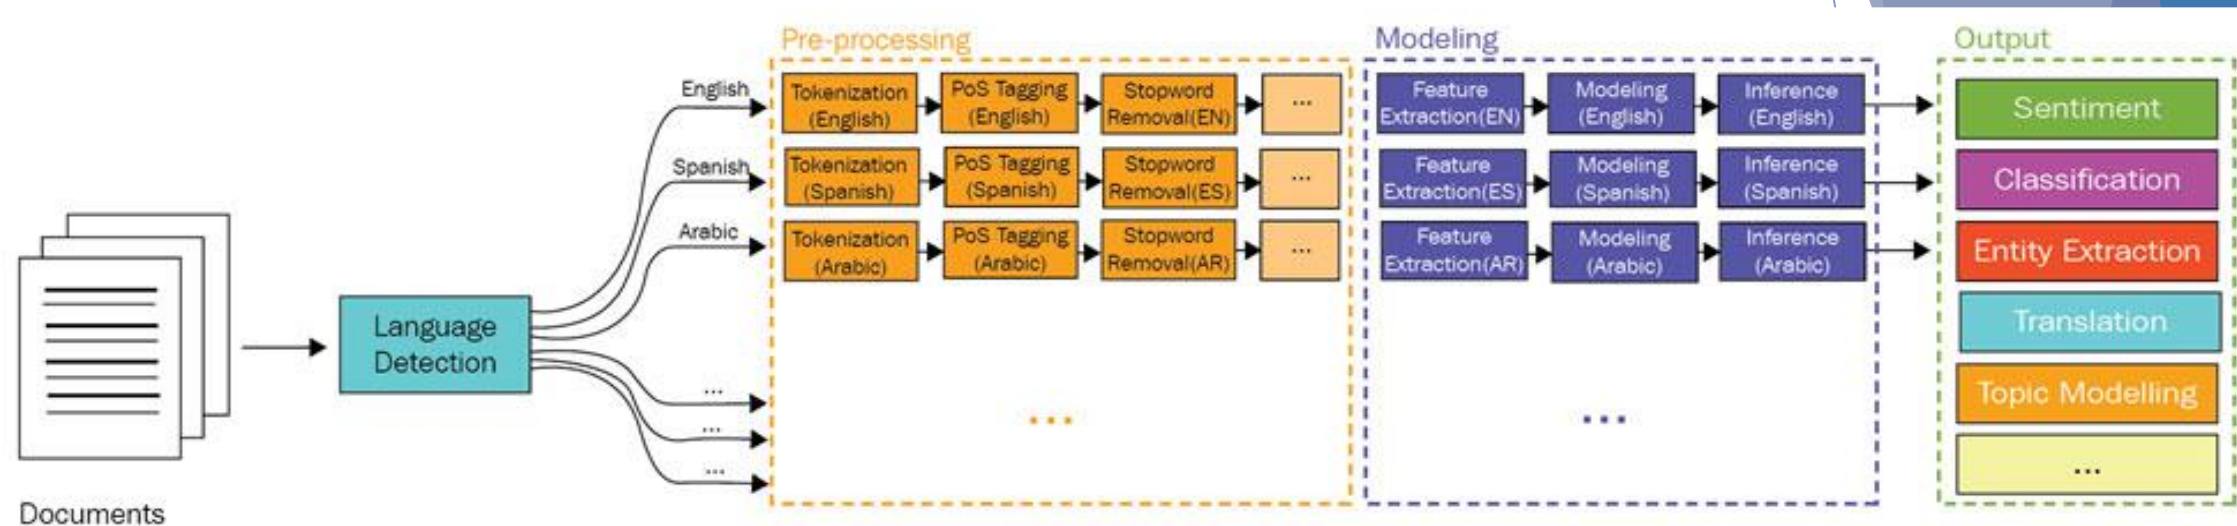 Pre-processing
Modeling
Output
English
Tokenization
(English)
PoS Tagging
(English)
Stopword
Removal(EN)
...
Feature
Extraction(EN)
Modeling
(English)
Inference
(English)
Sentiment
Spanish
Tokenization
(Spanish)
PoS Tagging
(Spanish)
Stopword
Removal(ES)
...
Feature
Extraction(ES)
Modeling
(Spanish)
Inference
(Spanish)
Classification
Arabic
Tokenization
(Arabic)
PoS Tagging
(Arabic)
Stopword
Removal(AR)
...
Feature
Extraction(AR)
Modeling
(Arabic)
Inference
(Arabic)
Entity Extraction
Language
Detection
Translation
...
...
...
...
...
Topic Modelling
...
Documents